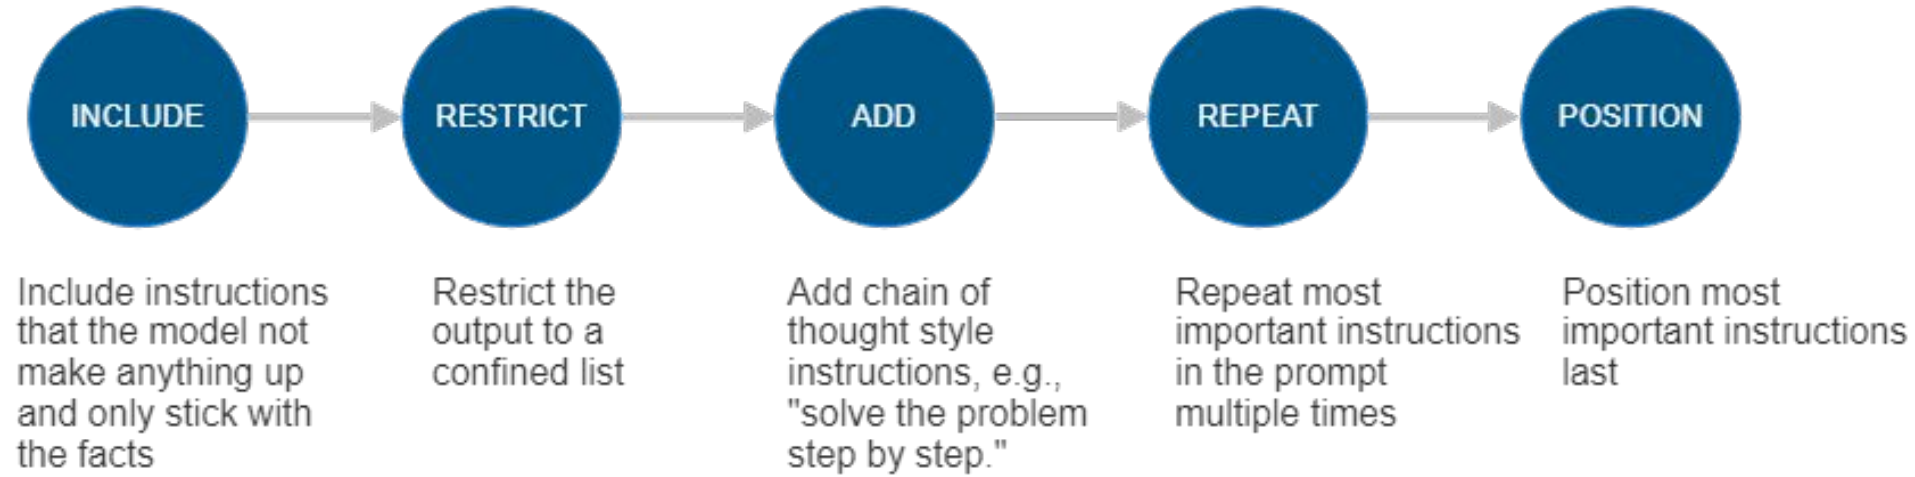 INCLUDE
RESTRICT
ADD
REPEAT
POSITION
Include instructions
that the model not
make anything up
and only stick with
the facts
Restrict the
output to a
confined list
Add chain of
thought style
instructions, e.g.,
"solve the problem
step by step."
Repeat most
important instructions
in the prompt
multiple times
Position most
important instructions
last